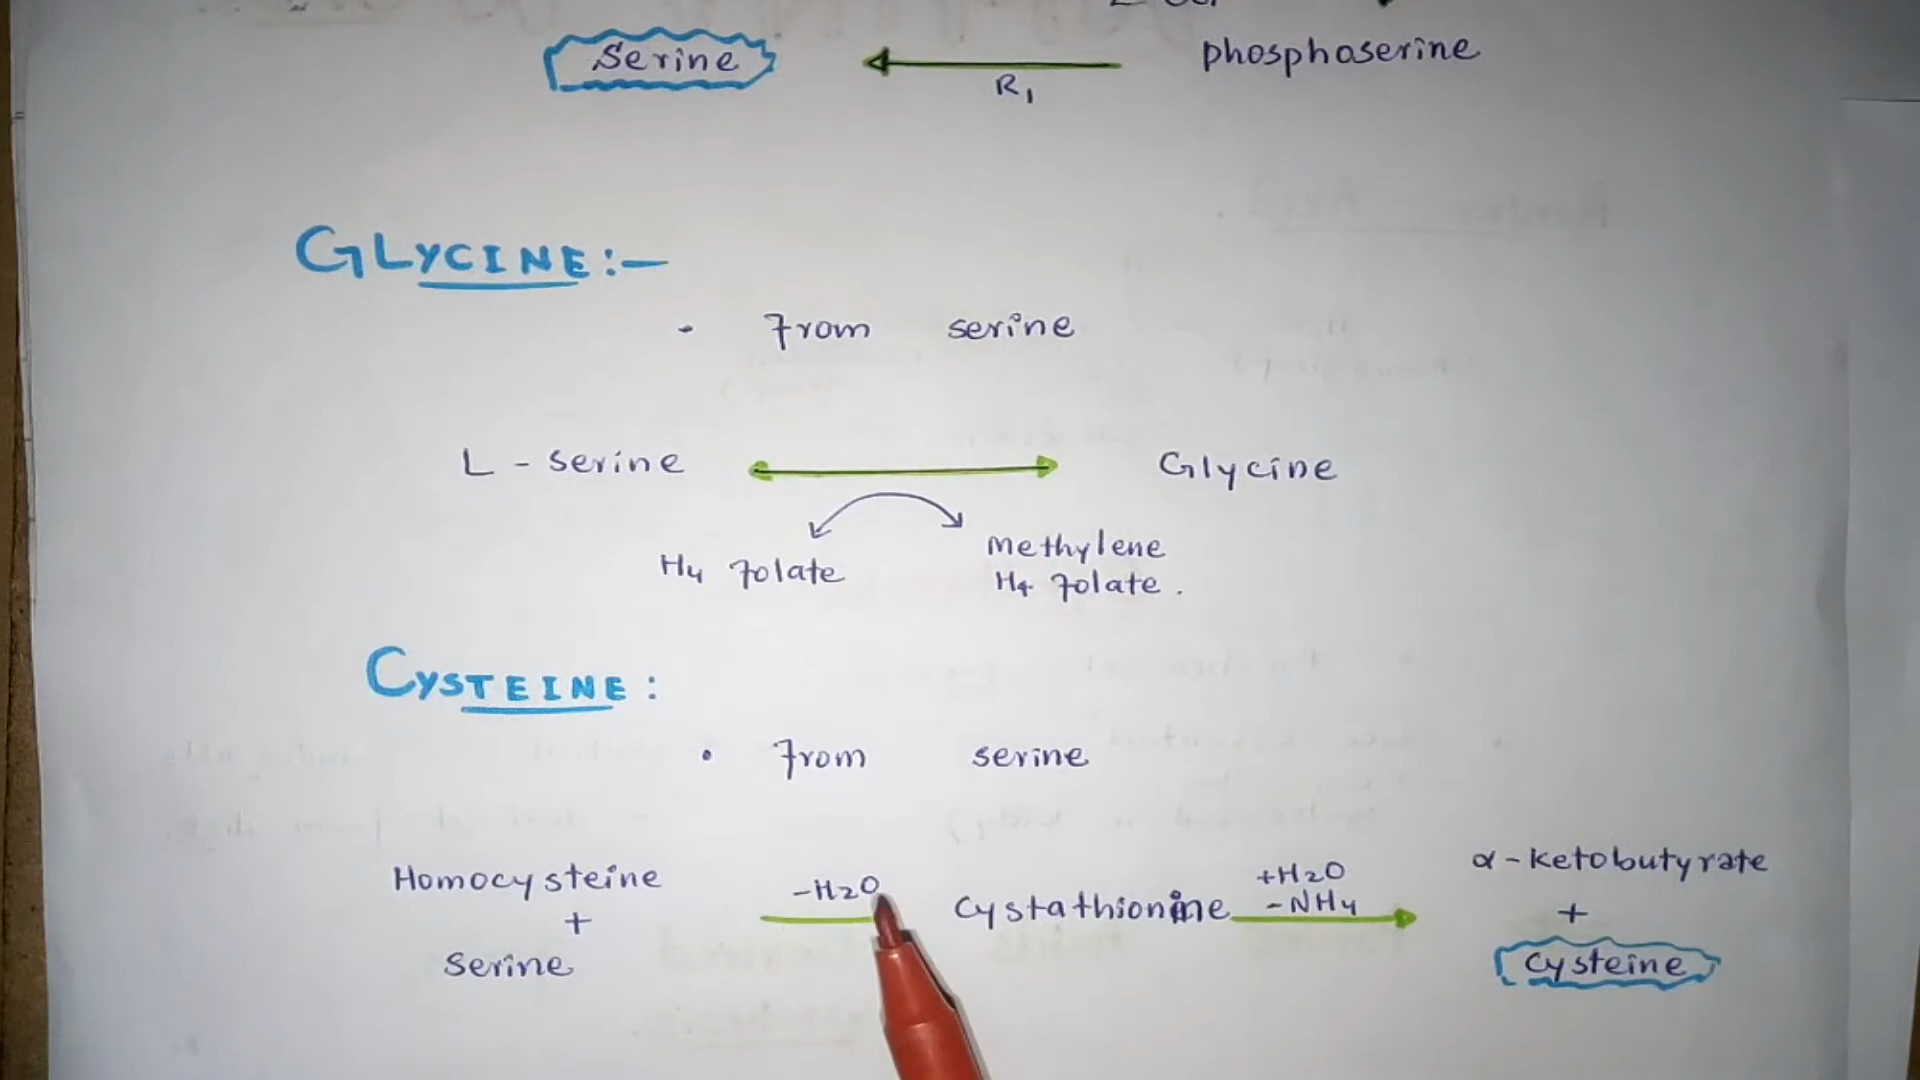 Serine
phosphoserine
R1
GLYCINE:-
• From serine
L - serine
Glycine
H4 folate
Methylene
H4 folate.
CYSTEINE:
• From serine
Homocysteine
+
Serine
-H2O
Cystathionine
+H2O
-NH4
α-ketobutyrate
+
Cysteine